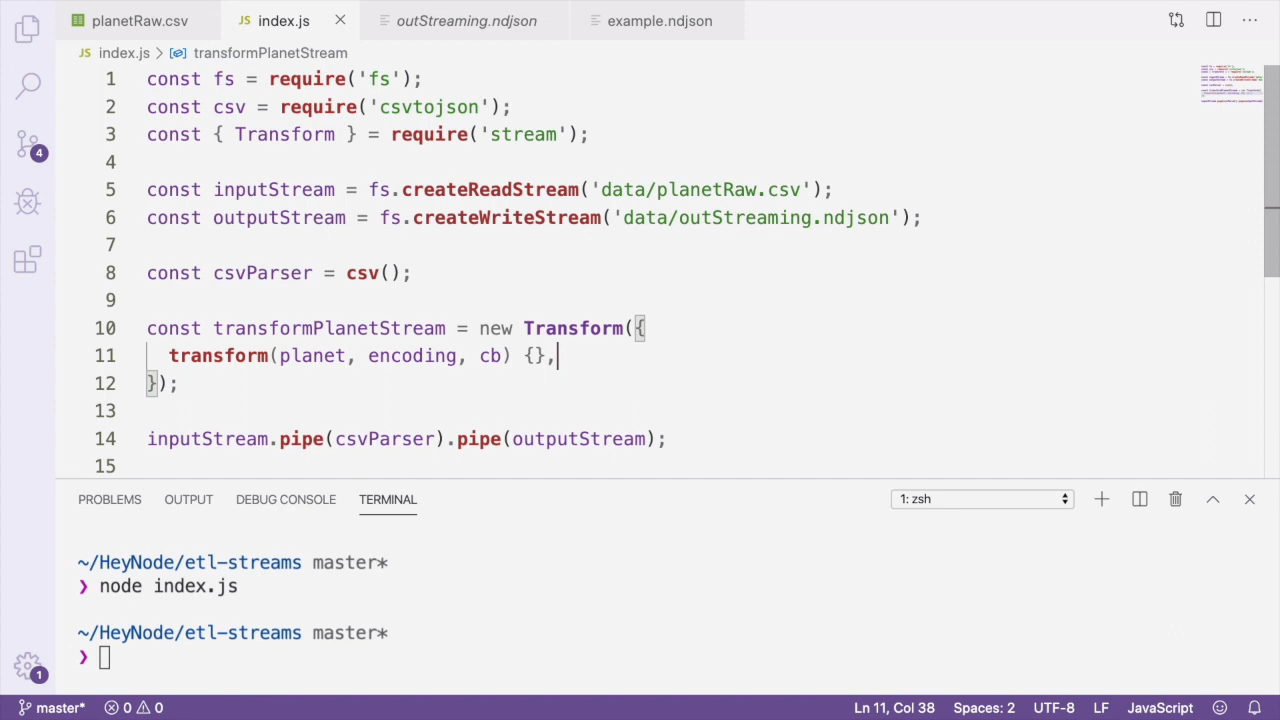 planetRaw.csv
JS index.js
outStreaming.ndjson
example.ndjson
JS index.js > transformPlanetStream
1 const fs = require('fs');
2 const csv = require('csvtojson');
3 const { Transform } = require('stream');
4
5 const inputStream = fs.createReadStream('data/planetRaw.csv');
6 const outputStream = fs.createWriteStream('data/outStreaming.ndjson');
7
8 const csvParser = csv();
9
10 const transformPlanetStream = new Transform({
11 transform(planet, encoding, cb) {},
12 });
13
14 inputStream.pipe(csvParser).pipe(outputStream);
15
4
PROBLEMS OUTPUT DEBUG CONSOLE TERMINAL
1: zsh
~/HeyNode/etl-streams master*
❯ node index.js
~/HeyNode/etl-streams master*
❯
1
master* 0 0 Ln 11, Col 38 Spaces: 2 UTF-8 LF JavaScript